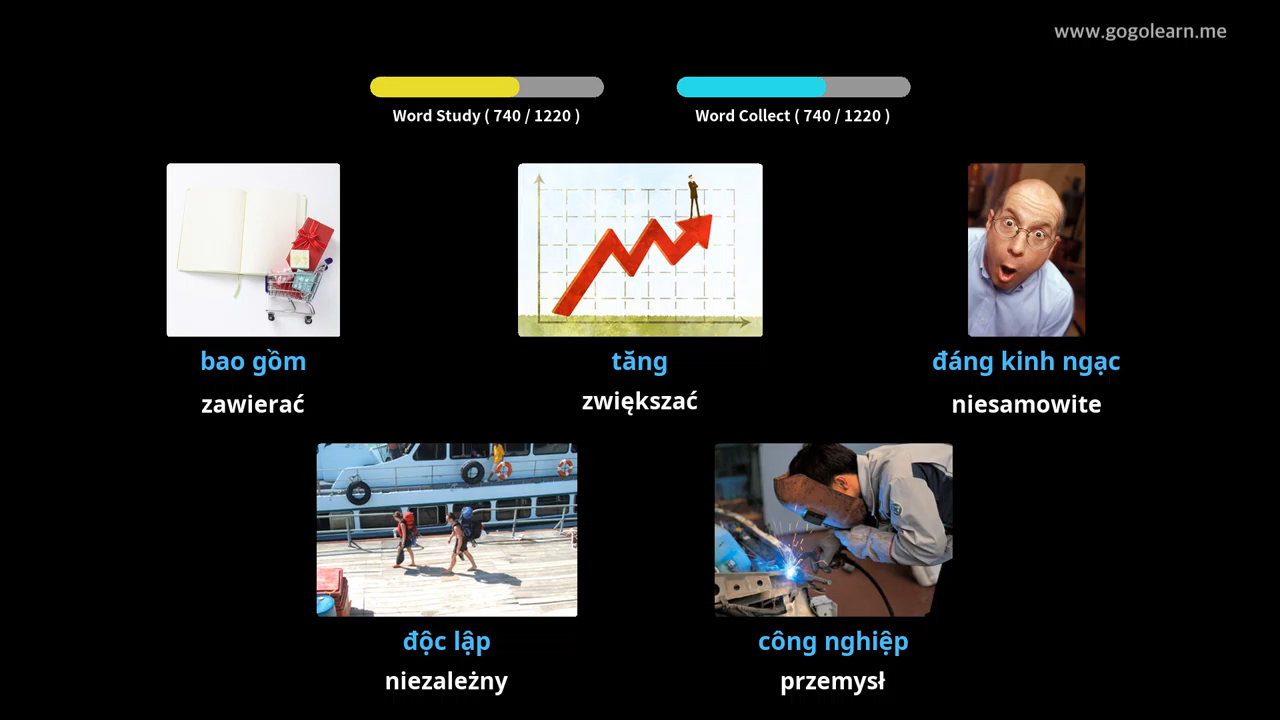 www.gogolearn.me
Word Study ( 740 / 1220 )
Word Collect ( 740 / 1220 )
bao gồm
zawierać
tăng
zwiększać
đáng kinh ngạc
niesamowite
độc lập
niezależny
công nghiệp
przemysł